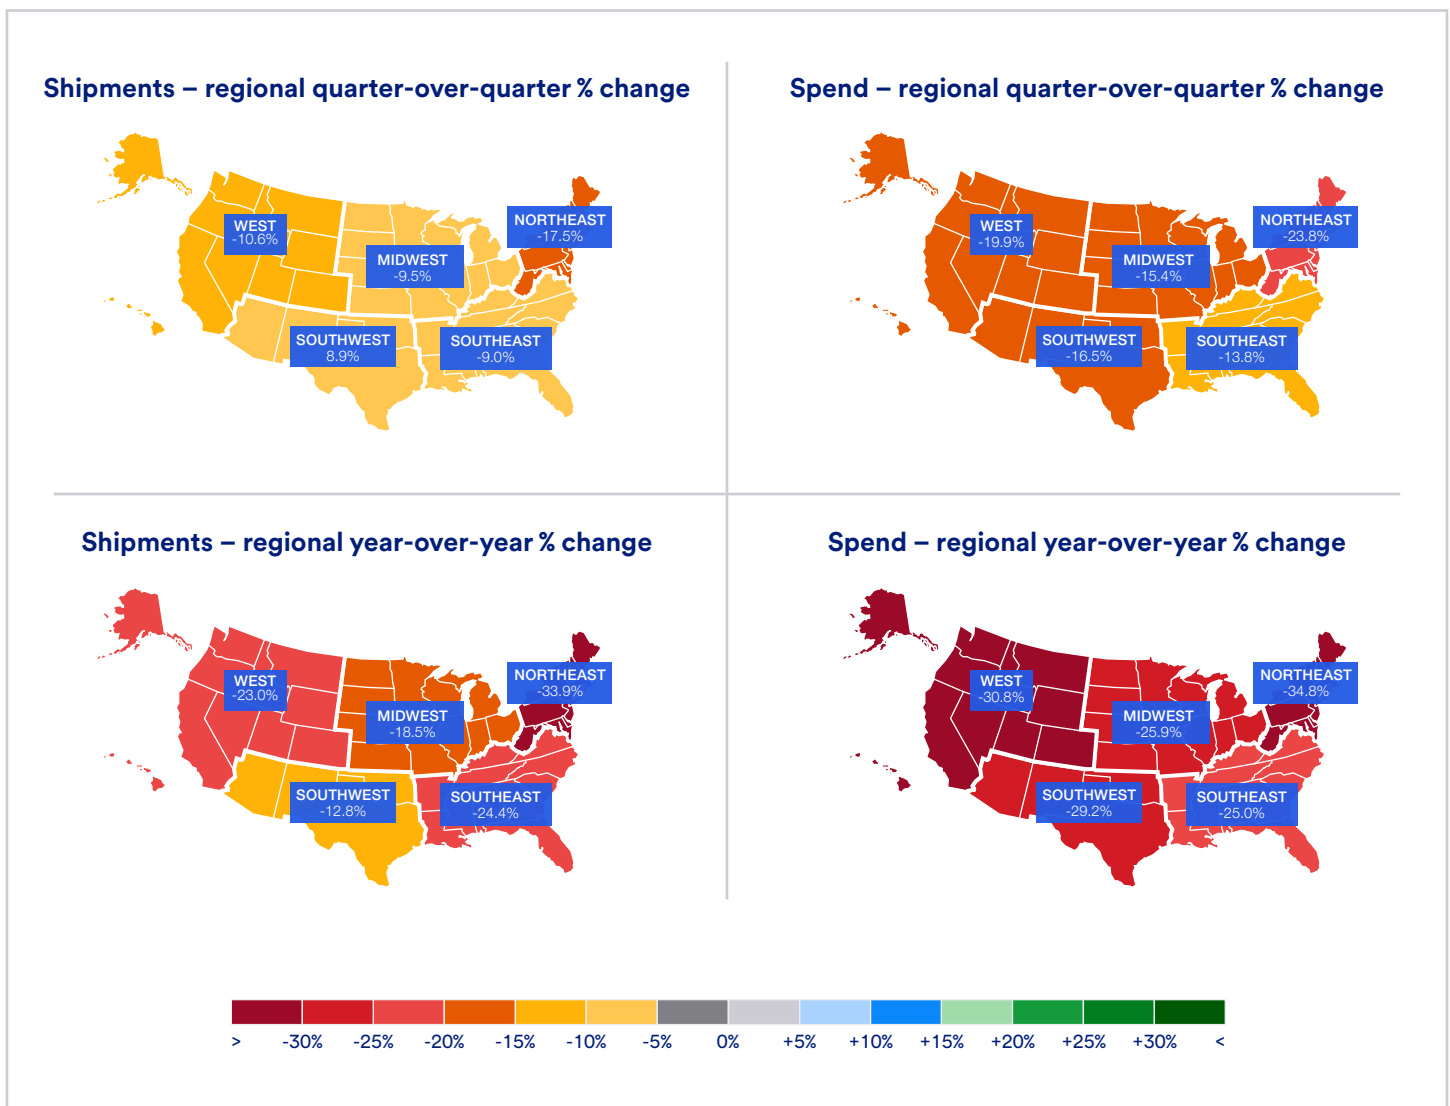 Shipments – regional quarter-over-quarter % change
WEST
-10.6%
MIDWEST
-9.5%
NORTHEAST
-17.5%
SOUTHWEST
8.9%
SOUTHEAST
-9.0%
Spend – regional quarter-over-quarter % change
WEST
-19.9%
MIDWEST
-15.4%
NORTHEAST
-23.8%
SOUTHWEST
-16.5%
SOUTHEAST
-13.8%
Shipments – regional year-over-year % change
WEST
-23.0%
MIDWEST
-18.5%
NORTHEAST
-33.9%
SOUTHWEST
-12.8%
SOUTHEAST
-24.4%
Spend – regional year-over-year % change
WEST
-30.8%
MIDWEST
-25.9%
NORTHEAST
-34.8%
SOUTHWEST
-29.2%
SOUTHEAST
-25.0%
> -30% -25% -20% -15% -10% -5% 0% +5% +10% +15% +20% +25% +30% <